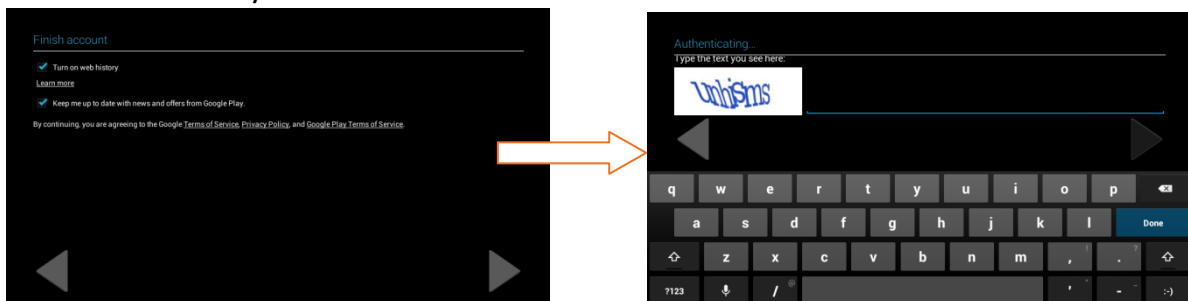 Finish account
Turn on web history
Learn more
Keep me up to date with news and offers from Google Play.
By continuing, you are agreeing to the Google Terms of Service, Privacy Policy, and Google Play Terms of Service.
Authenticating...
Type the text you see here:
unhisms
q w e r t y u i o p
a s d f g h j k l Done
z x c v b n m , ! . ?
?123 / @ ' - :-)